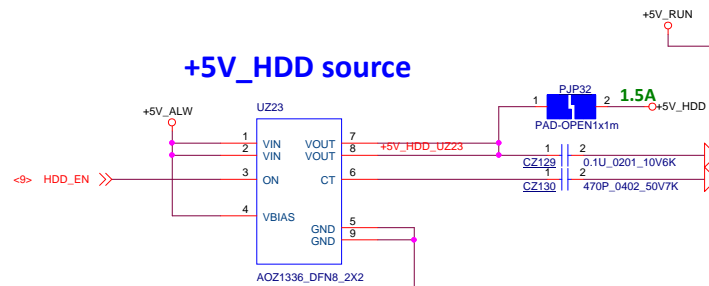 +5V_RUN
+5V_HDD source
PJP32
1 2 1.5A
+5V_HDD
PAD-OPEN1x1m
+5V_ALW
UZ23
1 VIN VOUT 7
2 VIN VOUT 8 +5V_HDD_UZ23
1 2
CZ129 0.1U_0201_10V6K
<9> HDD_EN 3 ON CT 6
1 2
CZ130 470P_0402_50V7K
4 VBIAS
GND 5
GND 9
AOZ1336_DFN8_2X2